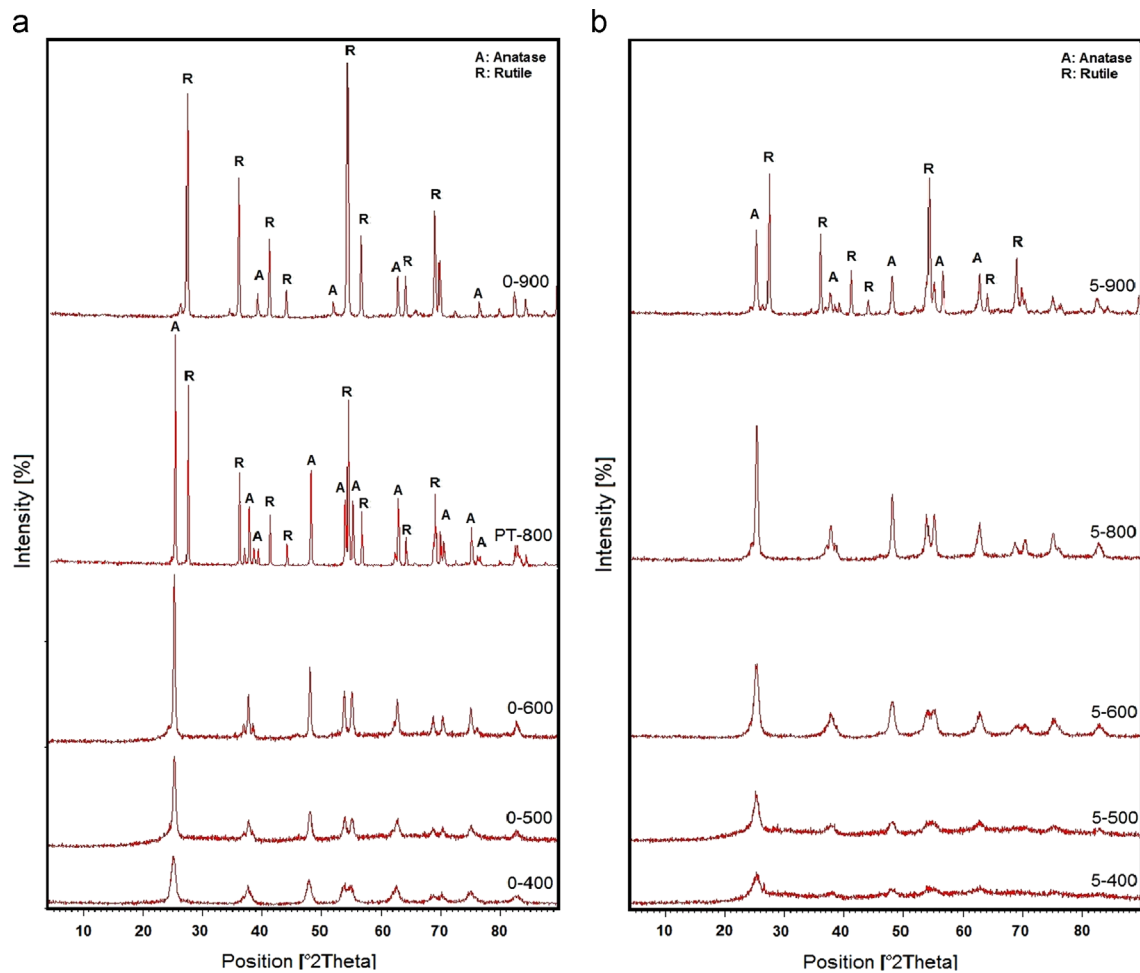 a
A: Anatase
R: Rutile
R
R
R
R
A
R
A
R
A
R
R
A
0-900
A
R
R
A
A
R
R
A
A
R
A
R
A
R
R
A
A
A
PT-800
0-600
0-500
0-400
10 20 30 40 50 60 70 80
Position [°2Theta]
Intensity [%]
b
A: Anatase
R: Rutile
A
R
R
A
R
R
A
R
A
A
R
R
5-900
5-800
5-600
5-500
5-400
10 20 30 40 50 60 70 80
Position [°2Theta]
Intensity [%]